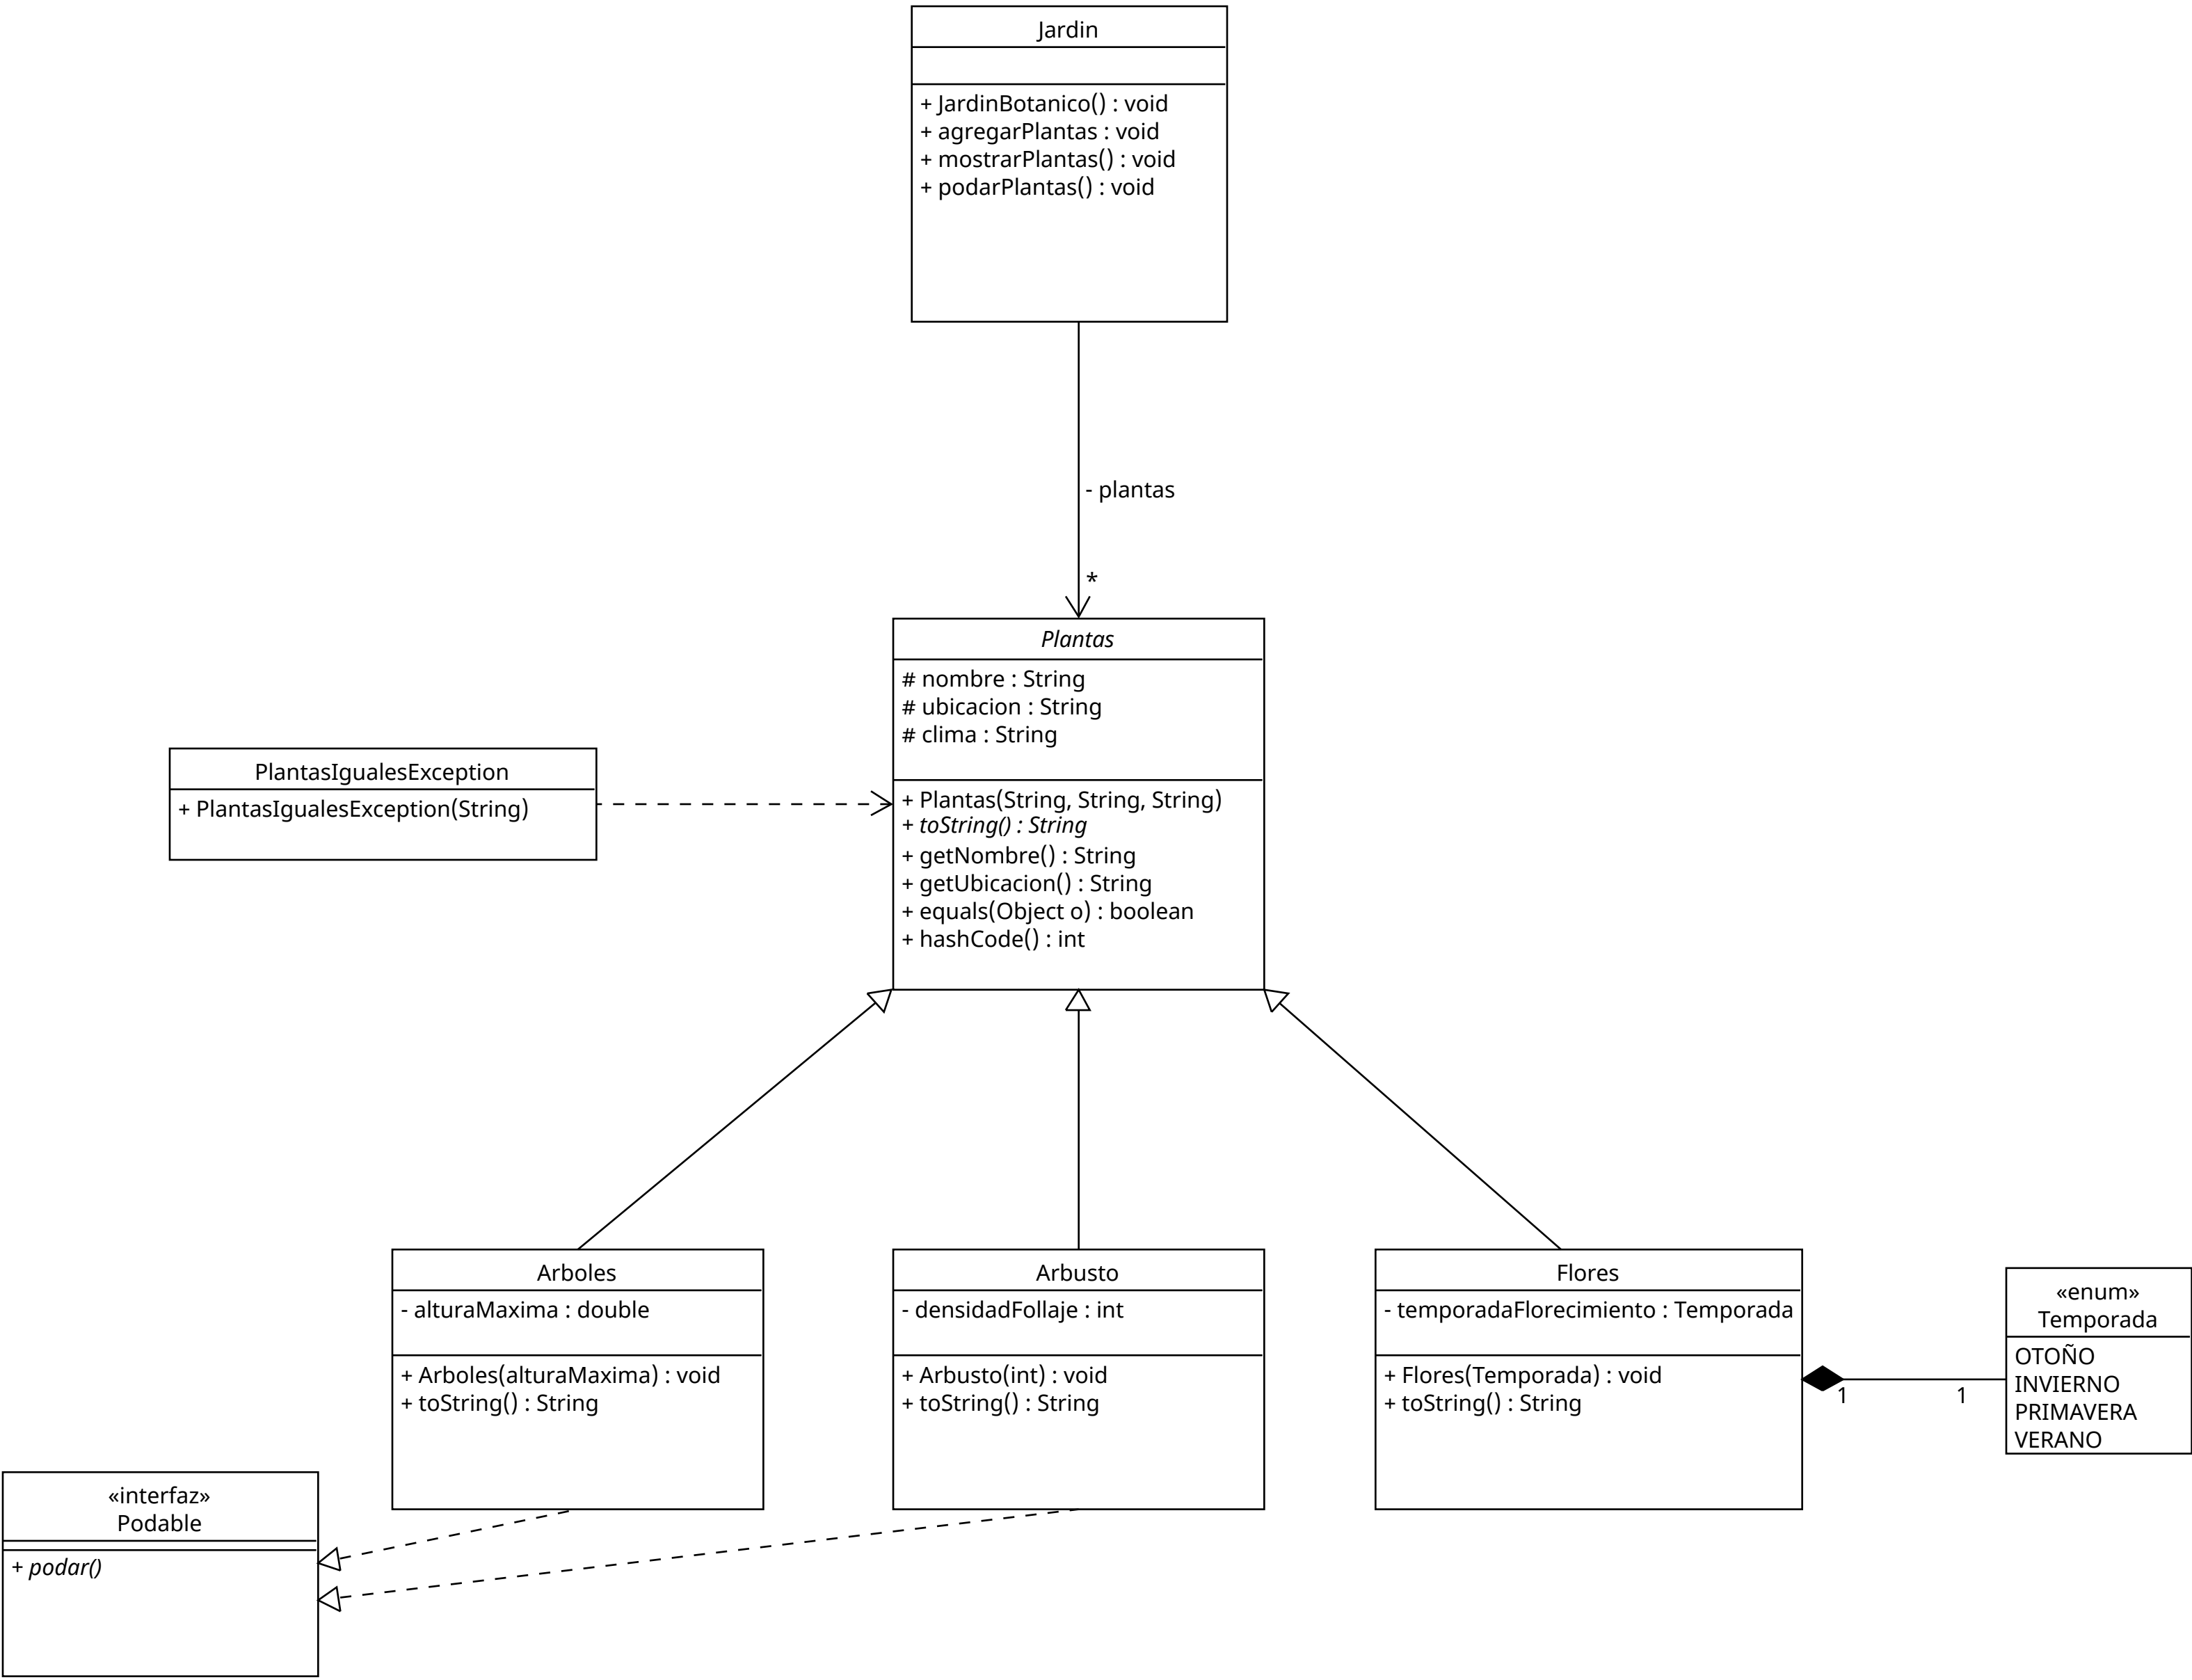 Jardin
+ JardinBotanico() : void
+ agregarPlantas : void
+ mostrarPlantas() : void
+ podarPlantas() : void
- plantas
*
Plantas
# nombre : String
# ubicacion : String
# clima : String
+ Plantas(String, String, String)
+ toString() : String
+ getNombre() : String
+ getUbicacion() : String
+ equals(Object o) : boolean
+ hashCode() : int
PlantasIgualesException
+ PlantasIgualesException(String)
Arboles
- alturaMaxima : double
+ Arboles(alturaMaxima) : void
+ toString() : String
Arbusto
- densidadFollaje : int
+ Arbusto(int) : void
+ toString() : String
Flores
- temporadaFlorecimiento : Temporada
+ Flores(Temporada) : void
+ toString() : String
1
1
«enum»
Temporada
OTOÑO
INVIERNO
PRIMAVERA
VERANO
«interfaz»
Podable
+ podar()